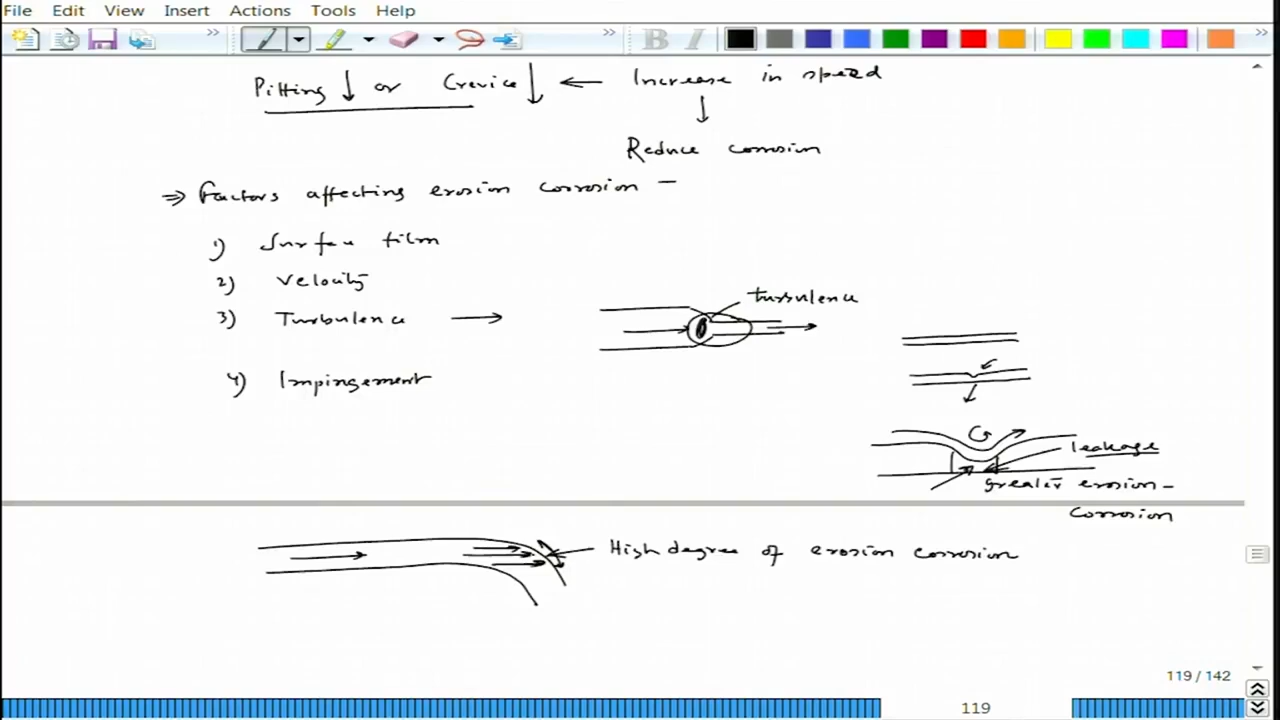 File Edit View Insert Actions Tools Help
Pitting ↓ or Crevice ↓ ← Increase in speed
↓
Reduce corrosion
⇒ Factors affecting erosion corrosion -
1) Surface film
2) Velocity
3) Turbulence →
turbulence
4) Impingement
leakage
greater erosion-
corrosion
High degree of erosion corrosion
119 / 142
119